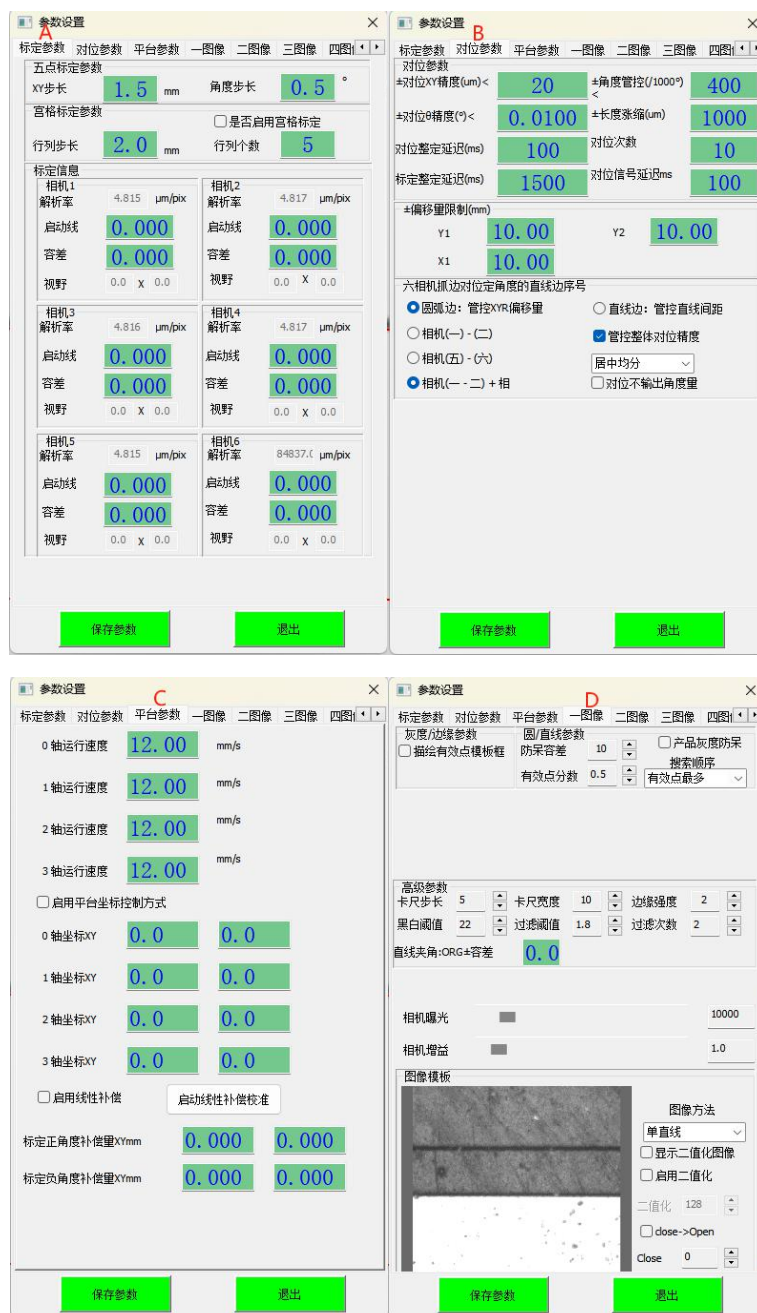 参数设置 ×
A
标定参数 对位参数 平台参数 一图像 二图像 三图像 四图
五点标定参数
XY步长 1.5 mm 角度步长 0.5 °
宫格标定参数
是否启用宫格标定
行列步长 2.0 mm 行列个数 5
标定信息
相机1 相机2
解析率 4.815 μm/pix 解析率 4.817 μm/pix
启动线 0.000 启动线 0.000
容差 0.000 容差 0.000
视野 0.0 X 0.0 视野 0.0 X 0.0
相机3 相机4
解析率 4.816 μm/pix 解析率 4.817 μm/pix
启动线 0.000 启动线 0.000
容差 0.000 容差 0.000
视野 0.0 X 0.0 视野 0.0 X 0.0
相机5 相机6
解析率 4.815 μm/pix 解析率 84837.( μm/pix
启动线 0.000 启动线 0.000
容差 0.000 容差 0.000
视野 0.0 X 0.0 视野 0.0 X 0.0
保存参数 退出
参数设置 ×
B
标定参数 对位参数 平台参数 一图像 二图像 三图像 四图
对位参数
±对位XY精度(um)< 20 ±角度管控(/1000°)< 400
±对位θ精度(°)< 0.0100 ±长度涨缩(um) 1000
对位整定延迟(ms) 100 对位次数 10
标定整定延迟(ms) 1500 对位信号延迟ms 100
±偏移量限制(mm)
Y1 10.00 Y2 10.00
X1 10.00
六相机抓边对位定角度的直线边序号
圆弧边：管控XYR偏移量 直线边：管控直线间距
相机(一) - (二) 管控整体对位精度
相机(五) - (六) 居中均分
相机(一 - 二) + 相 对位不输出角度量
保存参数 退出
参数设置 ×
C
标定参数 对位参数 平台参数 一图像 二图像 三图像 四图
0 轴运行速度 12.00 mm/s
1 轴运行速度 12.00 mm/s
2 轴运行速度 12.00 mm/s
3 轴运行速度 12.00 mm/s
启用平台坐标控制方式
0 轴坐标XY 0.0 0.0
1 轴坐标XY 0.0 0.0
2 轴坐标XY 0.0 0.0
3 轴坐标XY 0.0 0.0
启用线性补偿 启动线性补偿校准
标定正角度补偿量XYmm 0.000 0.000
标定负角度补偿量XYmm 0.000 0.000
保存参数 退出
参数设置 ×
D
标定参数 对位参数 平台参数 一图像 二图像 三图像 四图
灰度/边缘参数 圆/直线参数
描绘有效点模板框 防呆容差 10 产品灰度防呆
搜索顺序
有效点分数 0.5 有效点最多
高级参数
卡尺步长 5 卡尺宽度 10 边缘强度 2
黑白阈值 22 过滤阈值 1.8 过滤次数 2
直线夹角:ORG±容差 0.0
相机曝光 10000
相机增益 1.0
图像模板
图像方法
单直线
显示二值化图像
启用二值化
二值化 128
close->Open
Close 0
保存参数 退出